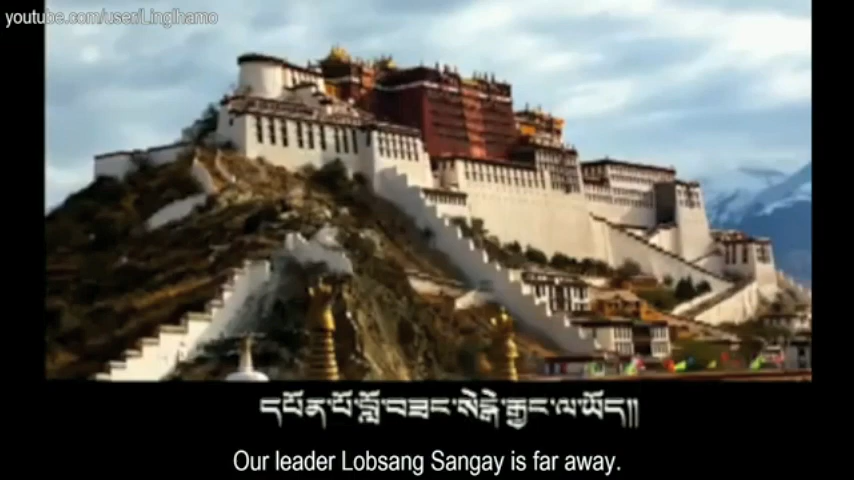 youtube.com/user/Linglhamo
དཔོན་པོ་བློ་བཟང་སེངྒེ་རྒྱང་ལ་ཡོད།།
Our leader Lobsang Sangay is far away.